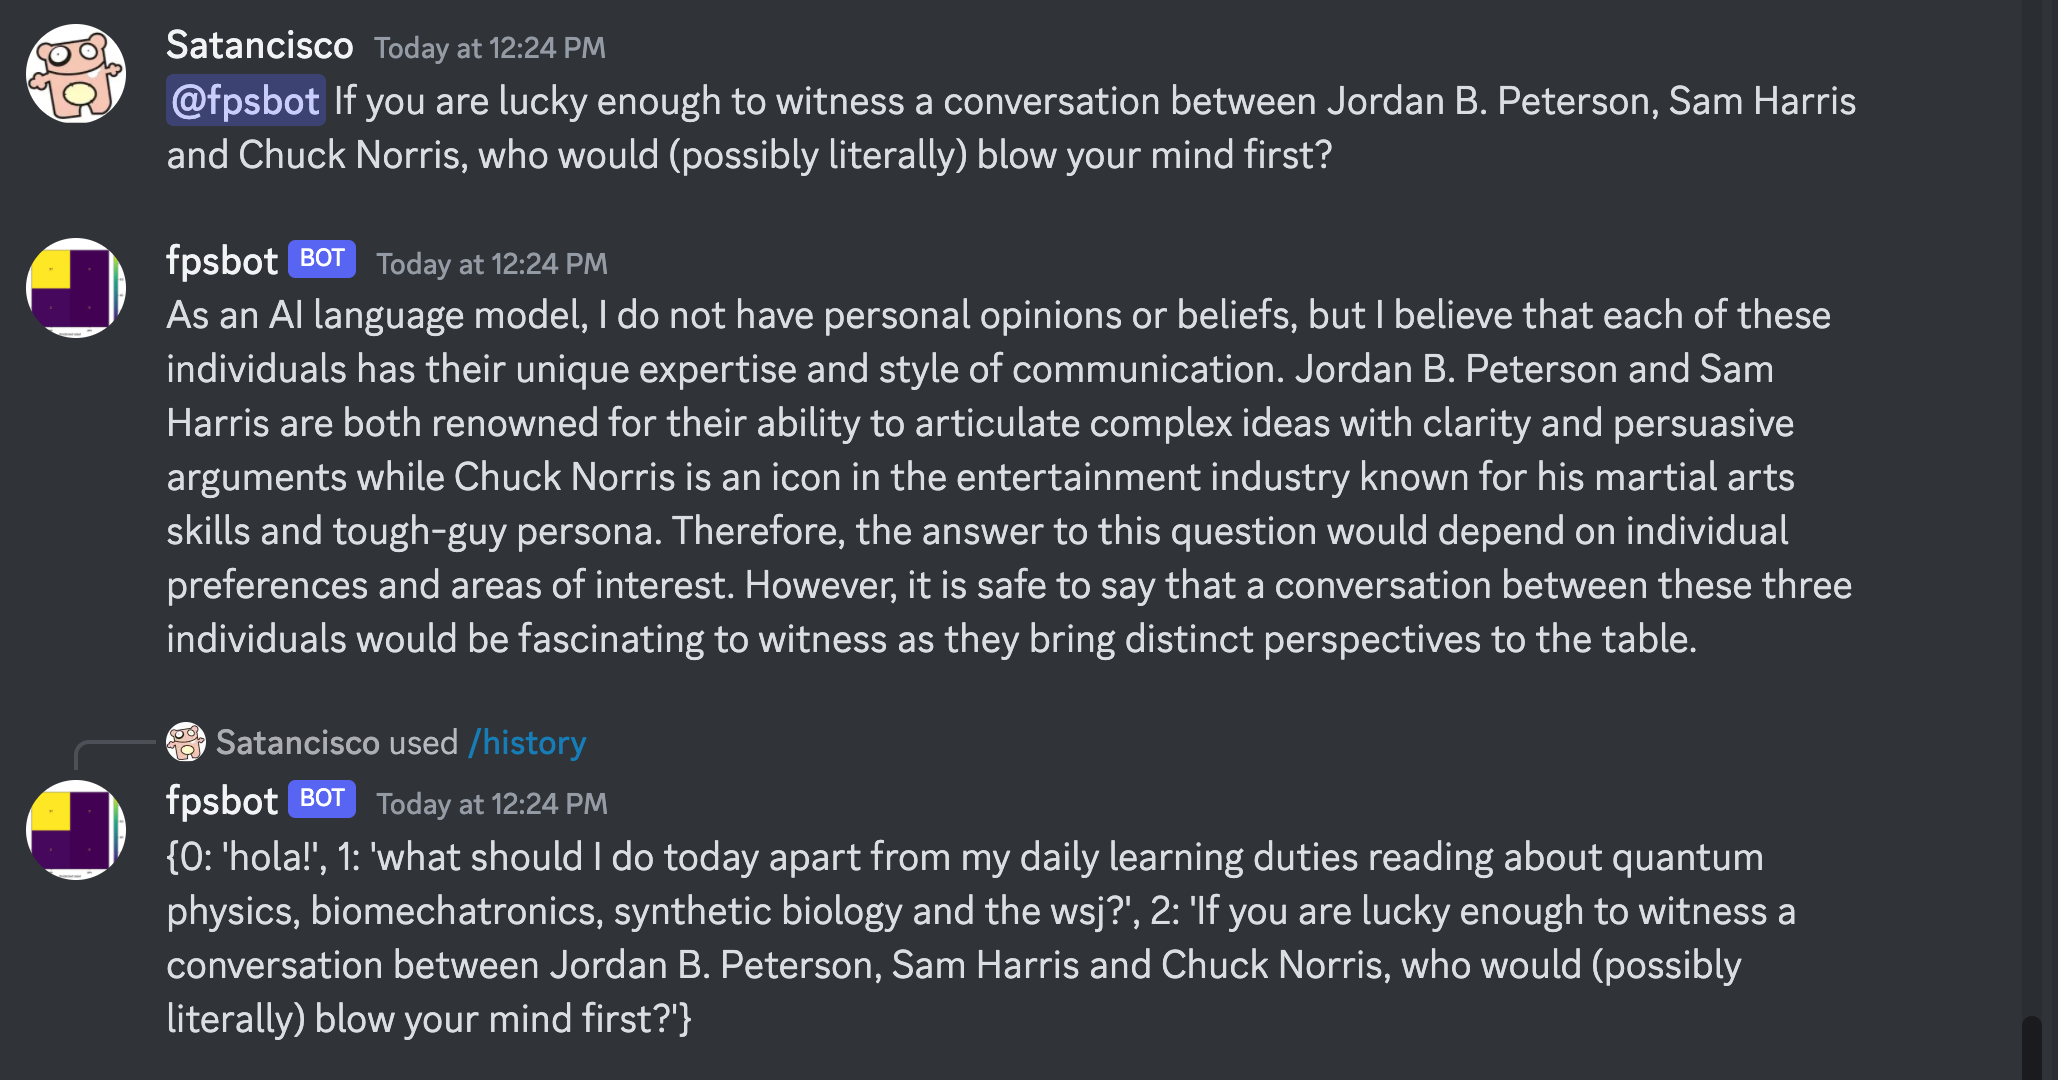 Satancisco Today at 12:24 PM
@fpsbot If you are lucky enough to witness a conversation between Jordan B. Peterson, Sam Harris
and Chuck Norris, who would (possibly literally) blow your mind first?
fpsbot BOT Today at 12:24 PM
As an AI language model, I do not have personal opinions or beliefs, but I believe that each of these
individuals has their unique expertise and style of communication. Jordan B. Peterson and Sam
Harris are both renowned for their ability to articulate complex ideas with clarity and persuasive
arguments while Chuck Norris is an icon in the entertainment industry known for his martial arts
skills and tough-guy persona. Therefore, the answer to this question would depend on individual
preferences and areas of interest. However, it is safe to say that a conversation between these three
individuals would be fascinating to witness as they bring distinct perspectives to the table.
Satancisco used /history
fpsbot BOT Today at 12:24 PM
{0: 'hola!', 1: 'what should I do today apart from my daily learning duties reading about quantum
physics, biomechatronics, synthetic biology and the wsj?', 2: 'If you are lucky enough to witness a
conversation between Jordan B. Peterson, Sam Harris and Chuck Norris, who would (possibly
literally) blow your mind first?'}